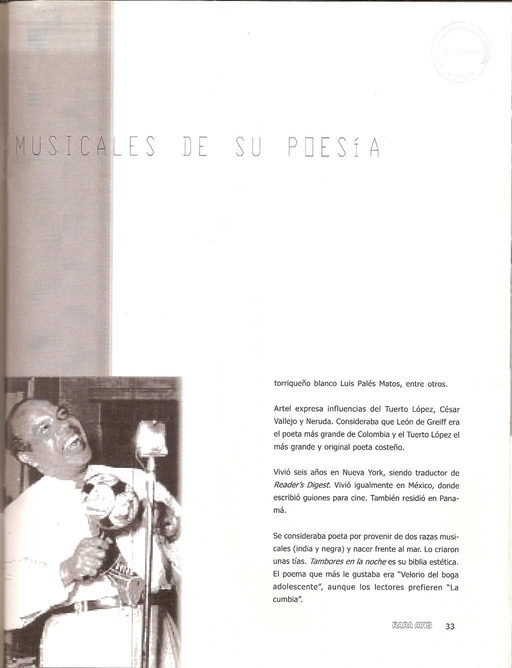 MUSICALES DE SU POESÍA
torriqueño blanco Luis Palés Matos, entre otros.
Artel expresa influencias del Tuerto López, César
Vallejo y Neruda. Consideraba que León de Greiff era
el poeta más grande de Colombia y el Tuerto López el
más grande y original poeta costeño.
Vivió seis años en Nueva York, siendo traductor de
Reader's Digest. Vivió igualmente en México, donde
escribió guiones para cine. También residió en Pana-
má.
Se consideraba poeta por provenir de dos razas musi-
cales (india y negra) y nacer frente al mar. Lo criaron
unas tías. Tambores en la noche es su biblia estética.
El poema que más le gustaba era "Velorio del boga
adolescente", aunque los lectores prefieren "La
cumbia".
RARA AVIS 33